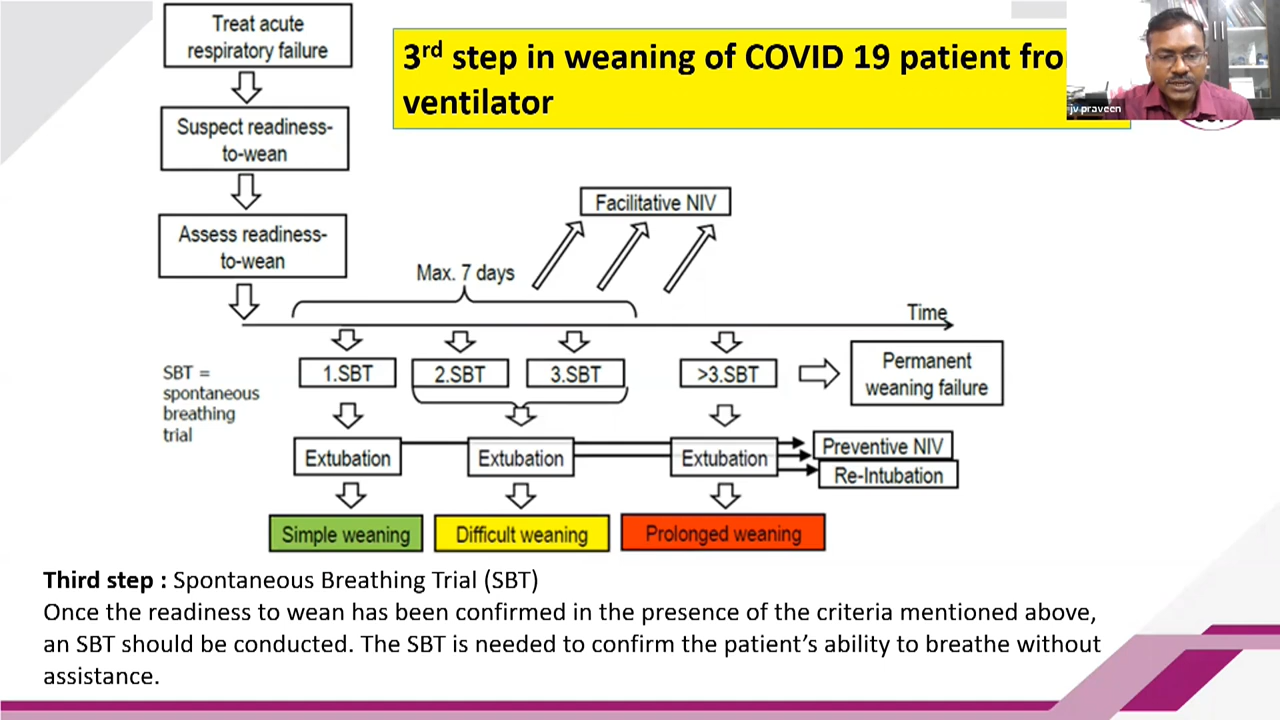 Treat acute
respiratory failure
Suspect readiness-
to-wean
Assess readiness-
to-wean
3rd step in weaning of COVID 19 patient fro
ventilator
jv praveen
Facilitative NIV
Max. 7 days
Time
SBT =
spontaneous
breathing
trial
1.SBT
2.SBT
3.SBT
>3.SBT
Permanent
weaning failure
Extubation
Extubation
Extubation
Preventive NIV
Re-Intubation
Simple weaning
Difficult weaning
Prolonged weaning
Third step : Spontaneous Breathing Trial (SBT)
Once the readiness to wean has been confirmed in the presence of the criteria mentioned above,
an SBT should be conducted. The SBT is needed to confirm the patient’s ability to breathe without
assistance.